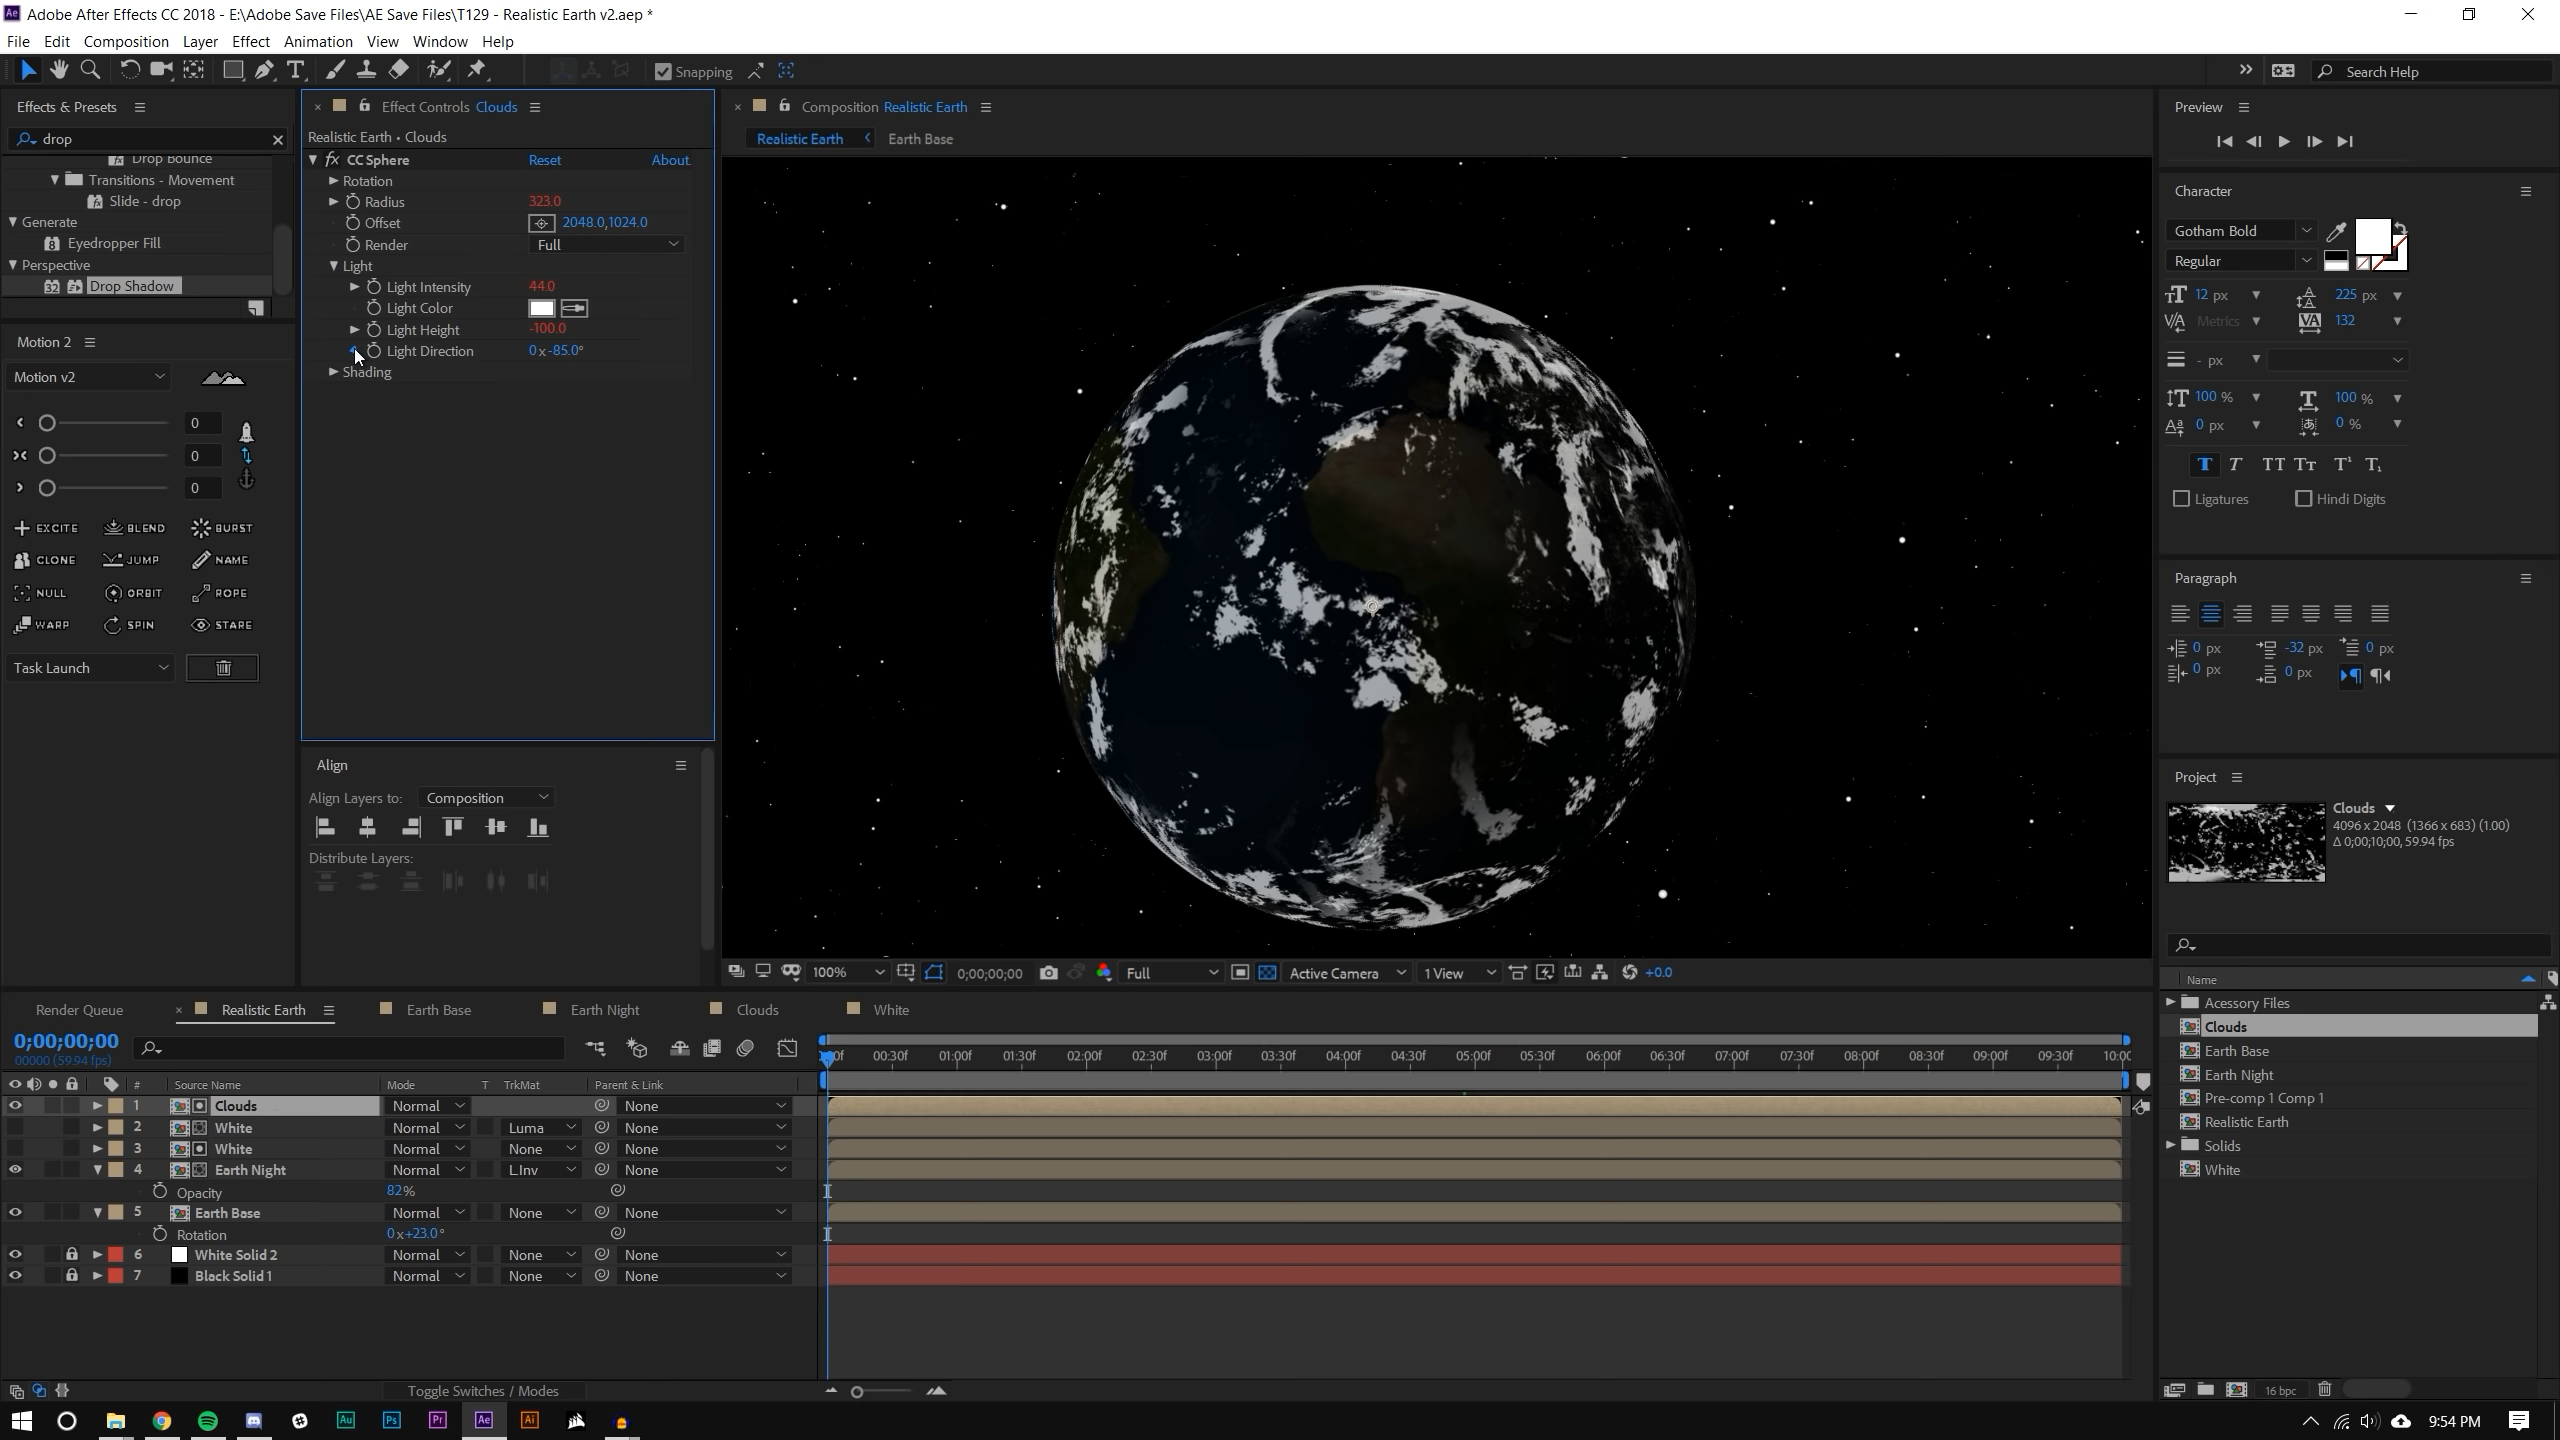 Adobe After Effects CC 2018 - E:\Adobe Save Files\AE Save Files\T129 - Realistic Earth v2.aep *
File Edit Composition Layer Effect Animation View Window Help
Snapping
Search Help
Effects & Presets
drop
Drop Bounce
Transitions - Movement
Slide - drop
Generate
Eyedropper Fill
Perspective
Drop Shadow
Motion 2
Motion v2
0
0
0
EXCITE BLEND BURST
CLONE JUMP NAME
NULL ORBIT ROPE
WARP SPIN STARE
Task Launch
Effect Controls Clouds
Realistic Earth • Clouds
fx CC Sphere Reset About
Rotation
Radius 323.0
Offset 2048.0,1024.0
Render Full
Light
Light Intensity 44.0
Light Color
Light Height -100.0
Light Direction 0x-85.0°
Shading
Align
Align Layers to: Composition
Distribute Layers:
Composition Realistic Earth
Realistic Earth Earth Base
100% 0;00;00;00 Full Active Camera 1 View +0.0
Preview
Character
Gotham Bold
Regular
12 px 225 px
Metrics 132
- px
100 % 100 %
0 px 0 %
Ligatures Hindi Digits
Paragraph
0 px -32 px 0 px
0 px 0 px
Project
Clouds
4096 x 2048 (1366 x 683) (1.00)
Δ 0;00;10;00, 59.94 fps
Name
Acessory Files
Clouds
Earth Base
Earth Night
Pre-comp 1 Comp 1
Realistic Earth
Solids
White
16 bpc
Render Queue Realistic Earth Earth Base Earth Night Clouds White
0;00;00;00
00000 (59.94 fps)
00:30f 01:00f 01:30f 02:00f 02:30f 03:00f 03:30f 04:00f 04:30f 05:00f 05:30f 06:00f 06:30f 07:00f 07:30f 08:00f 08:30f 09:00f 09:30f
# Source Name Mode T TrkMat Parent & Link
1 Clouds Normal None
2 White Normal Luma None
3 White Normal None None
4 Earth Night Normal L.Inv None
Opacity 82%
5 Earth Base Normal None None
Rotation 0x+23.0°
6 White Solid 2 Normal None None
7 Black Solid 1 Normal None None
Toggle Switches / Modes
Au Ps Pr Ae Ai
9:54 PM